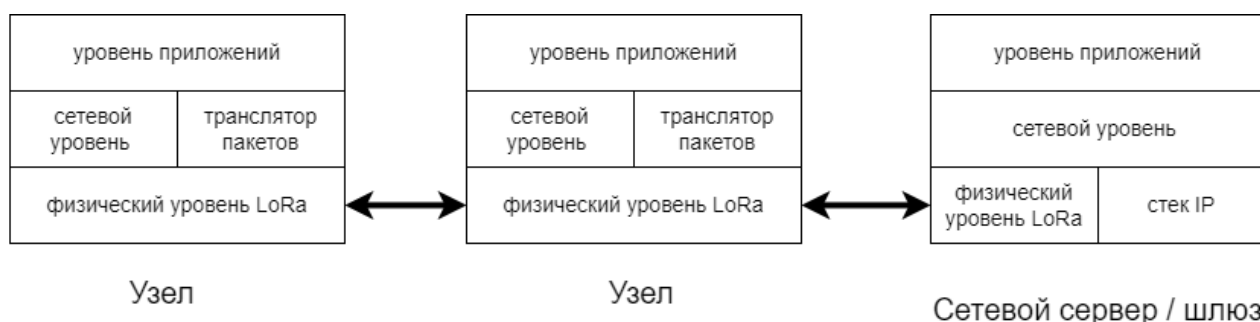 уровень приложений
сетевой
уровень
транслятор
пакетов
физический уровень LoRa
Узел
уровень приложений
сетевой
уровень
транслятор
пакетов
физический уровень LoRa
Узел
уровень приложений
сетевой уровень
физический
уровень LoRa
стек IP
Сетевой сервер / шлюз